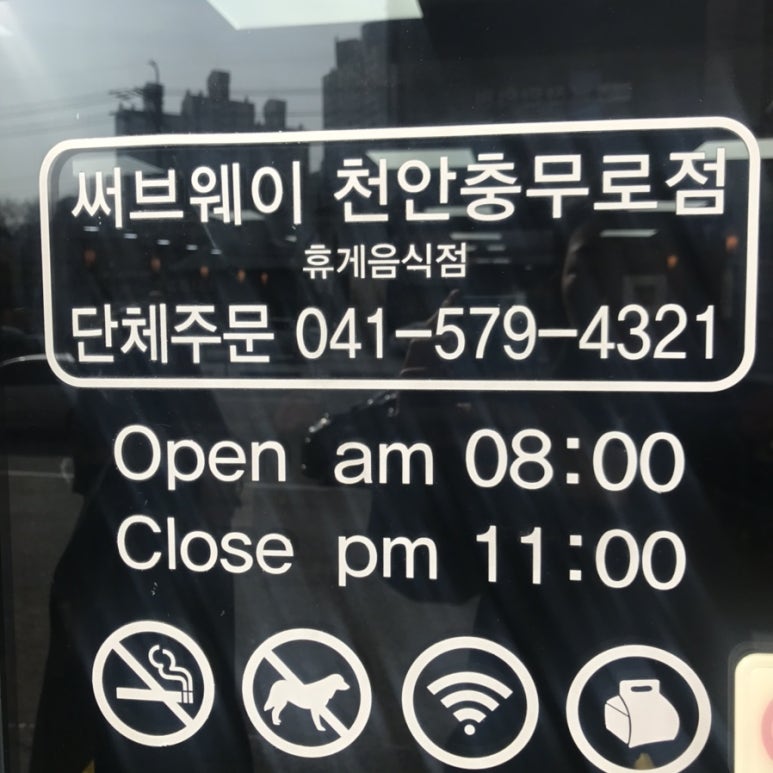 써브웨이 천안충무로점
휴게음식점
단체주문 041-579-4321
Open am 08:00
Close pm 11:00